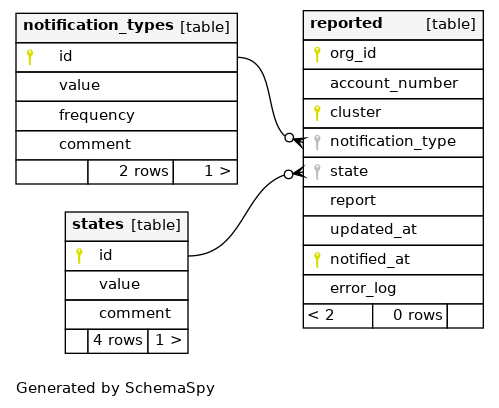 notification_types [table]
id
value
frequency
comment
2 rows 1 >
reported [table]
org_id
account_number
cluster
notification_type
state
report
updated_at
notified_at
error_log
< 2 0 rows
states [table]
id
value
comment
4 rows 1 >
Generated by SchemaSpy